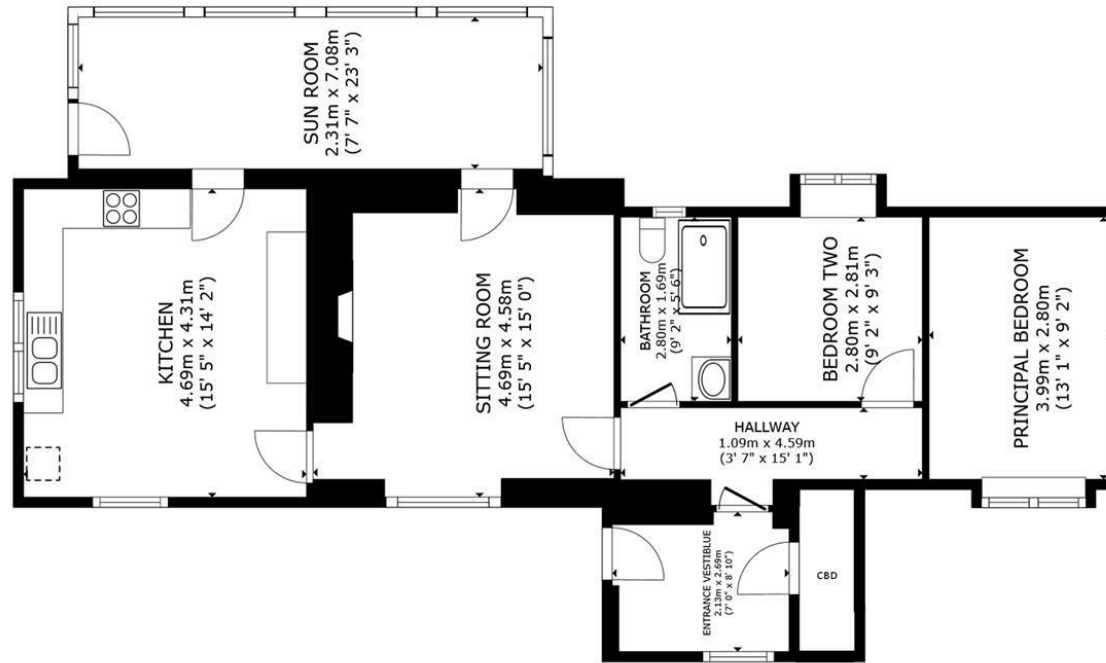 SUN ROOM
2.31m x 7.08m
(7' 7" x 23' 3")
KITCHEN
4.69m x 4.31m
(15' 5" x 14' 2")
SITTING ROOM
4.69m x 4.58m
(15' 5" x 15' 0")
BATHROOM
2.80m x 1.69m
(9' 2" x 5' 6")
BEDROOM TWO
2.80m x 2.81m
(9' 2" x 9' 3")
PRINCIPAL BEDROOM
3.99m x 2.80m
(13' 1" x 9' 2")
HALLWAY
1.09m x 4.59m
(3' 7" x 15' 1")
ENTRANCE VESTIBLUE
2.13m x 2.69m
(7' 0" x 8' 10")
CBD